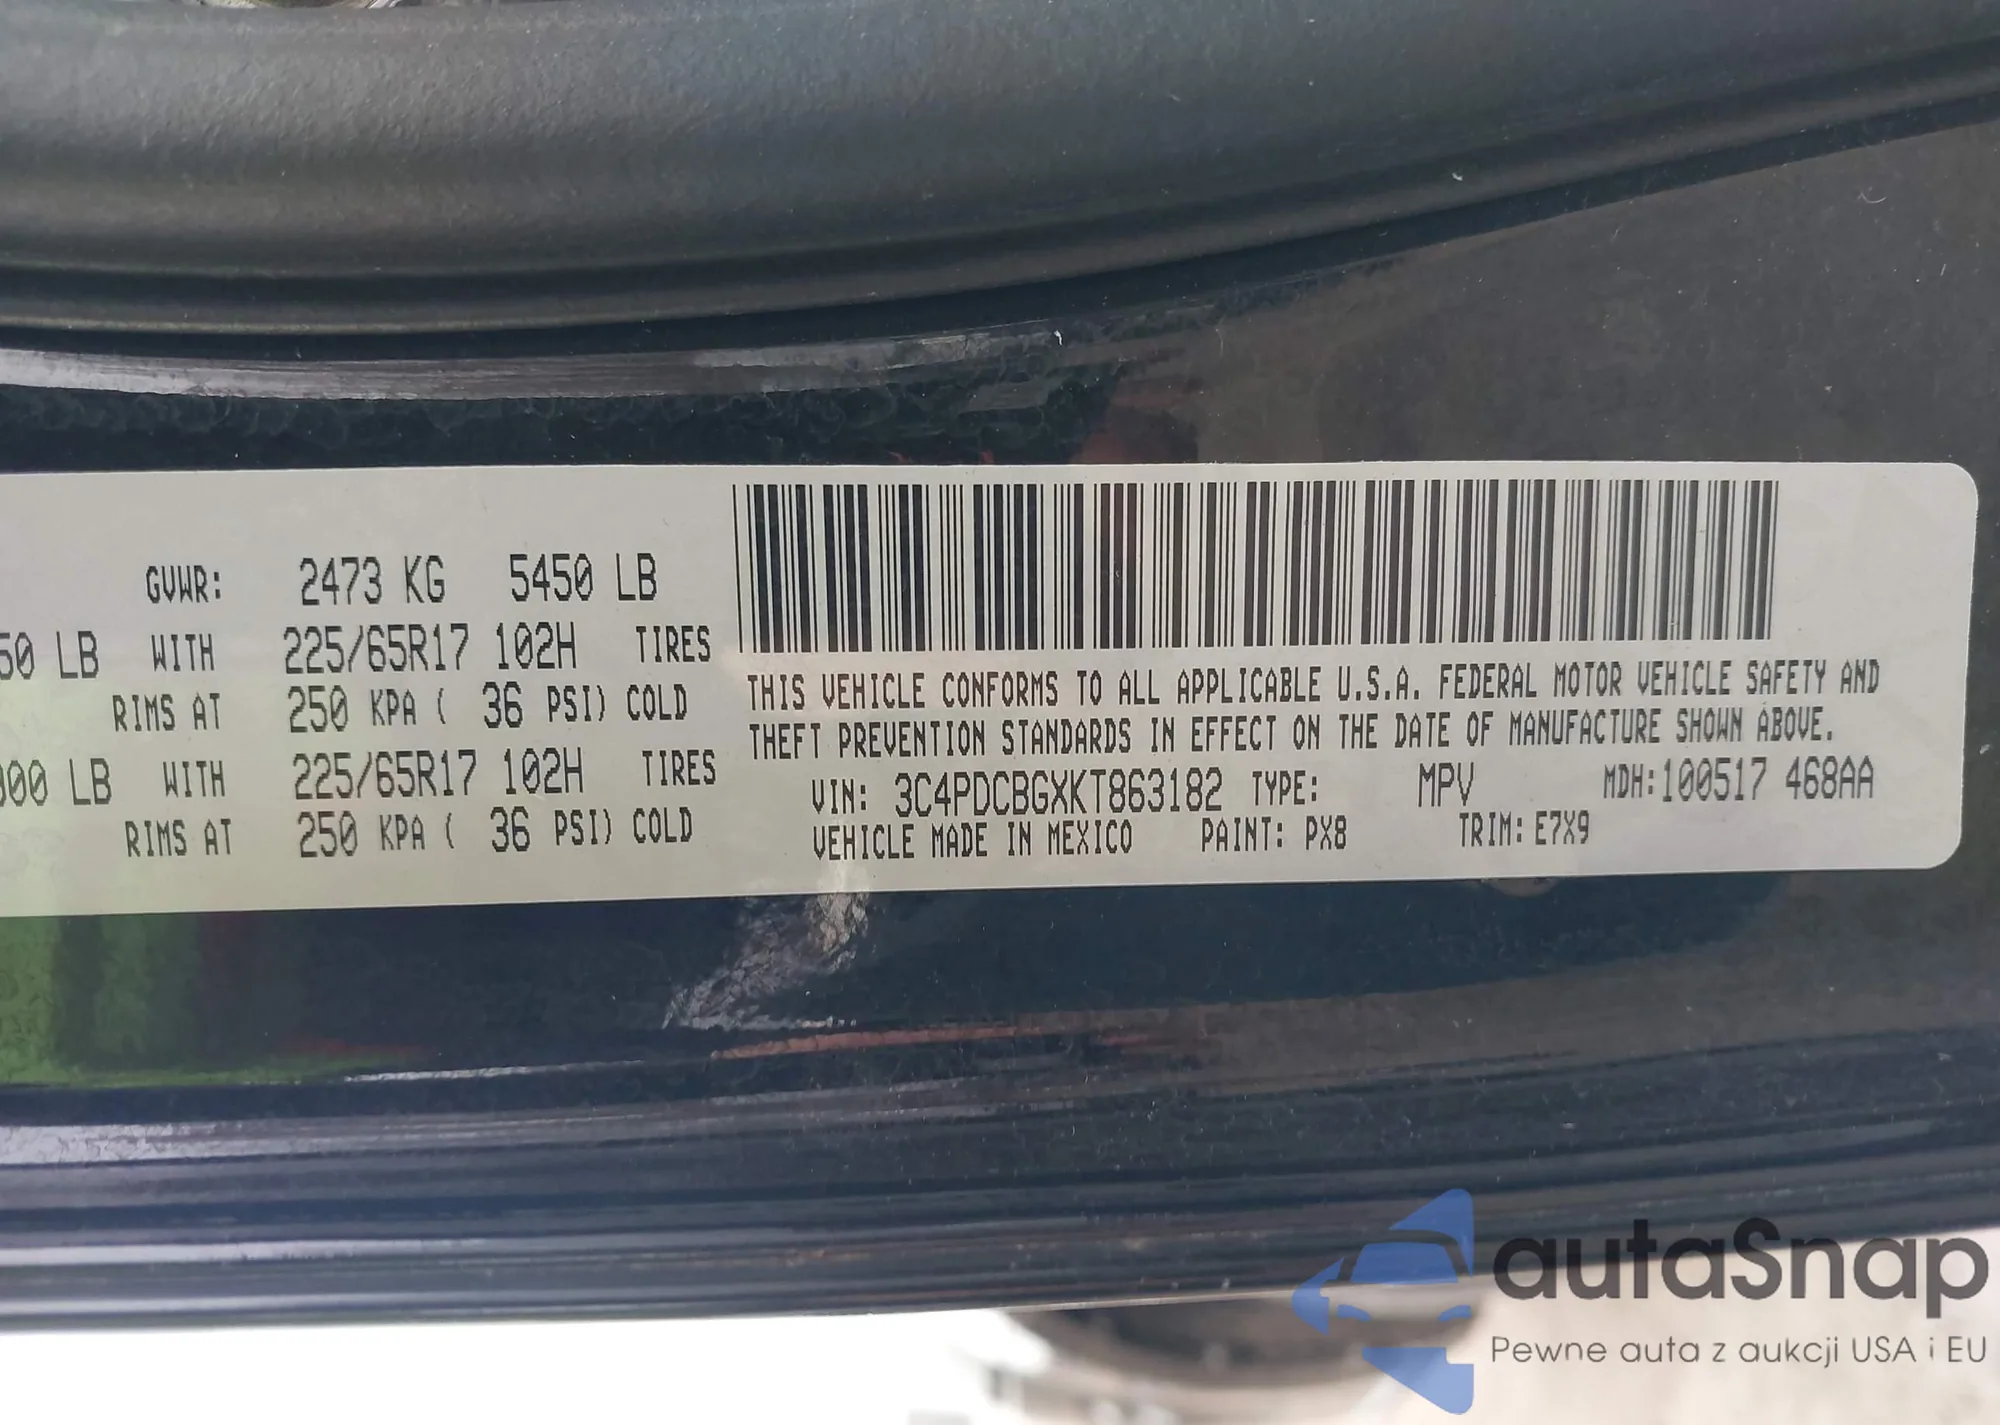 GVWR: 2473 KG 5450 LB
50 LB WITH 225/65R17 102H TIRES
RIMS AT 250 KPA ( 36 PSI) COLD
00 LB WITH 225/65R17 102H TIRES
RIMS AT 250 KPA ( 36 PSI) COLD
THIS VEHICLE CONFORMS TO ALL APPLICABLE U.S.A. FEDERAL MOTOR VEHICLE SAFETY AND
THEFT PREVENTION STANDARDS IN EFFECT ON THE DATE OF MANUFACTURE SHOWN ABOVE.
VIN: 3C4PDCBGXKT863182 TYPE: MPV MDH:100517 468AA
VEHICLE MADE IN MEXICO PAINT: PX8 TRIM: E7X9
autaSnap
Pewne auta z aukcji USA i EU